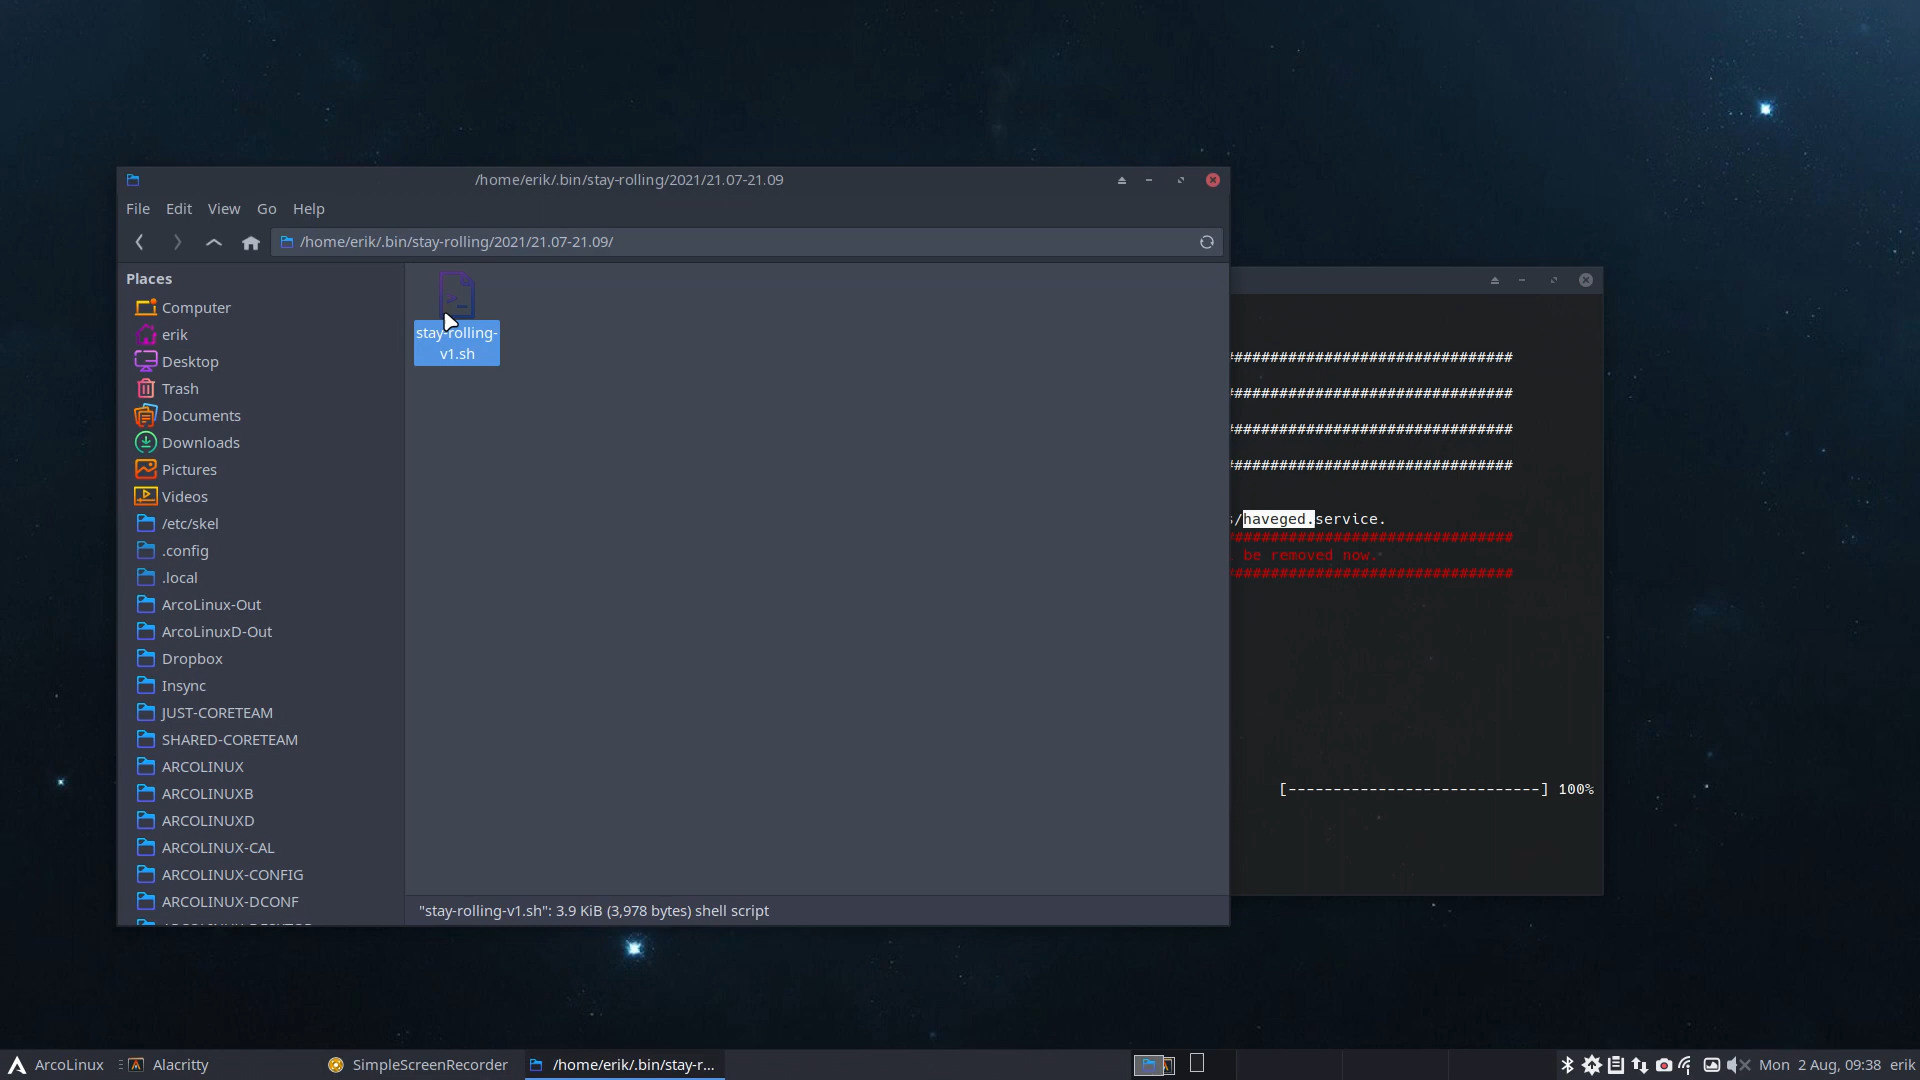 /home/erik/.bin/stay-rolling/2021/21.07-21.09
File Edit View Go Help
/home/erik/.bin/stay-rolling/2021/21.07-21.09/
Places
Computer
erik
Desktop
Trash
Documents
Downloads
Pictures
Videos
/etc/skel
.config
.local
ArcoLinux-Out
ArcoLinuxD-Out
Dropbox
Insync
JUST-CORETEAM
SHARED-CORETEAM
ARCOLINUX
ARCOLINUXB
ARCOLINUXD
ARCOLINUX-CAL
ARCOLINUX-CONFIG
ARCOLINUX-DCONF
stay-rolling-
v1.sh
"stay-rolling-v1.sh": 3.9 KiB (3,978 bytes) shell script
###############################
###############################
###############################
###############################
/haveged.service.
###############################
be removed now.
###############################
[----------------------------] 100%
ArcoLinux Alacritty SimpleScreenRecorder /home/erik/.bin/stay-r... Mon 2 Aug, 09:38 erik